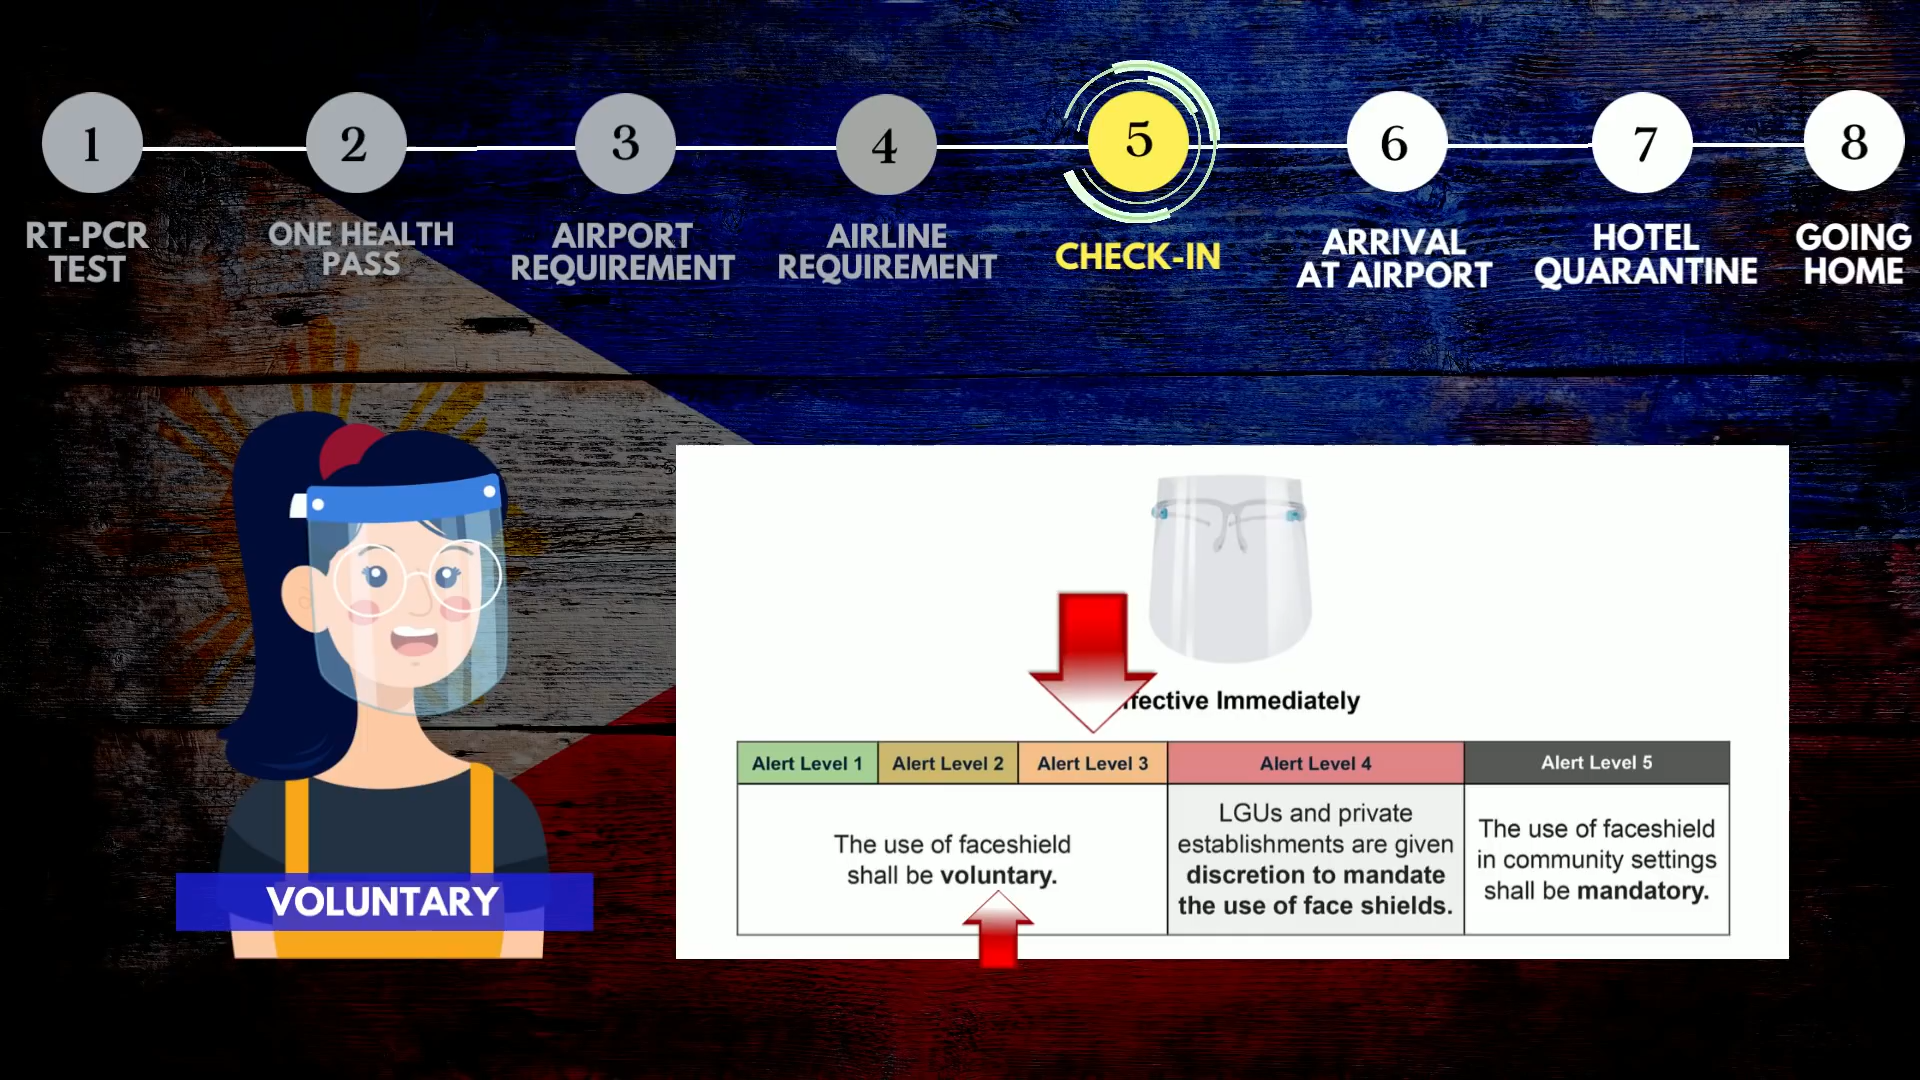 1
2
3
4
5
6
7
8
RT-PCR
TEST
ONE HEALTH
PASS
AIRPORT
REQUIREMENT
AIRLINE
REQUIREMENT
CHECK-IN
ARRIVAL
AT AIRPORT
HOTEL
QUARANTINE
GOING
HOME
VOLUNTARY
Immediately
Alert Level 1
Alert Level 2
Alert Level 3
Alert Level 4
Alert Level 5
The use of faceshield
shall be voluntary.
LGUs and private
establishments are given
discretion to mandate
the use of face shields.
The use of faceshield
in community settings
shall be mandatory.